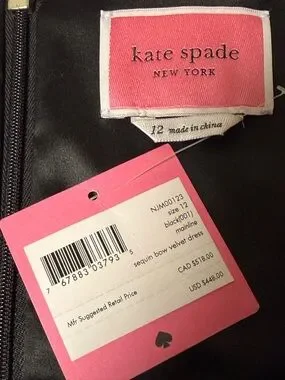 kate spade
NEW YORK
12 made in china
NJM00123
size 12
black(001)
mainline
sequin bow velvet dress
7 67883 03793 5
CAD $518.00
USD $448.00
Mfr Suggested Retail Price